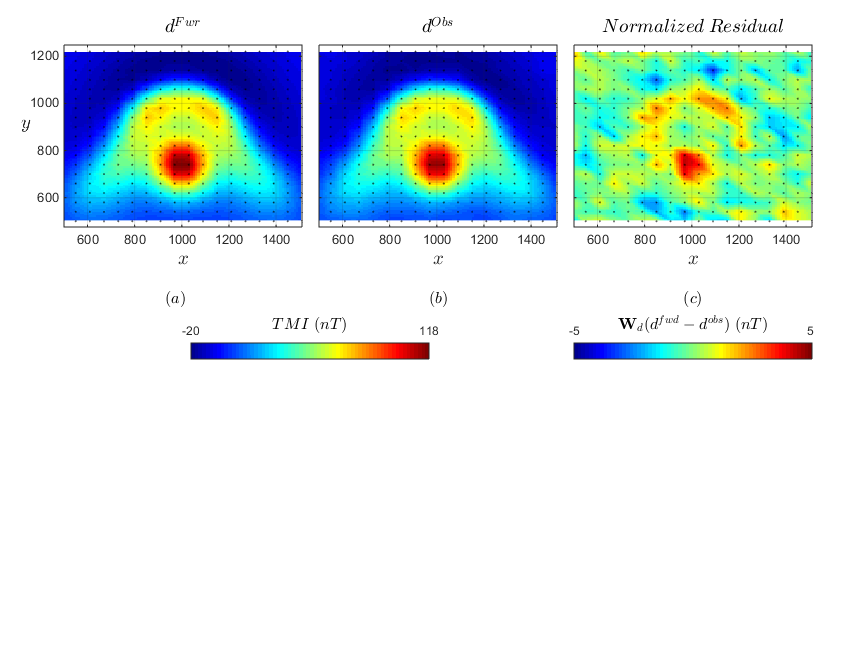 d^Fwr d^Obs Normalized Residual
1200
1000
y
800
600
600 800 1000 1200 1400 600 800 1000 1200 1400 600 800 1000 1200 1400
x x x
(a) (b) (c)
-20 TMI (nT) 118 -5 W_d(d^fwd − d^obs) (nT) 5